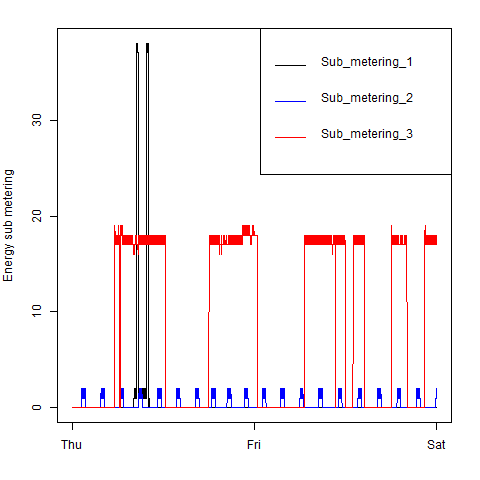 Sub_metering_1
Sub_metering_2
Sub_metering_3
Energy sub metering
30
20
10
0
Thu
Fri
Sat